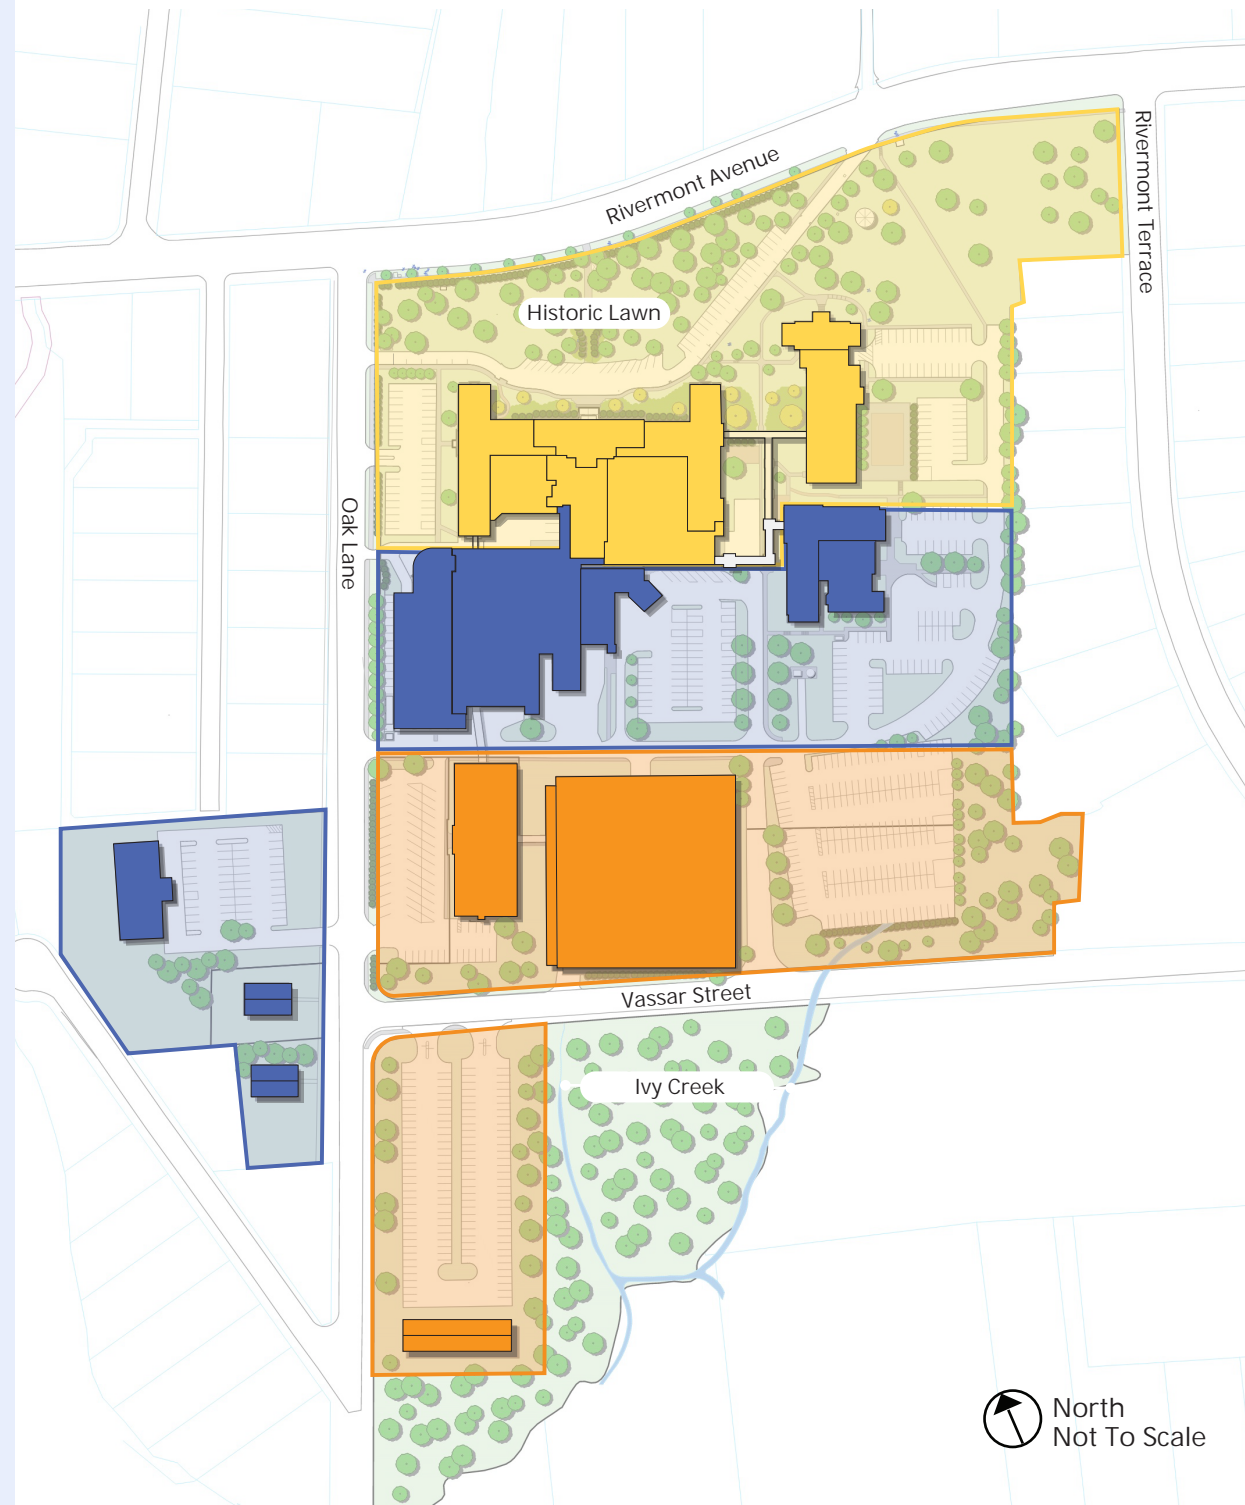 Rivermont Avenue
Rivermont Terrace
Historic Lawn
Oak Lane
Vassar Street
Ivy Creek
North
Not To Scale